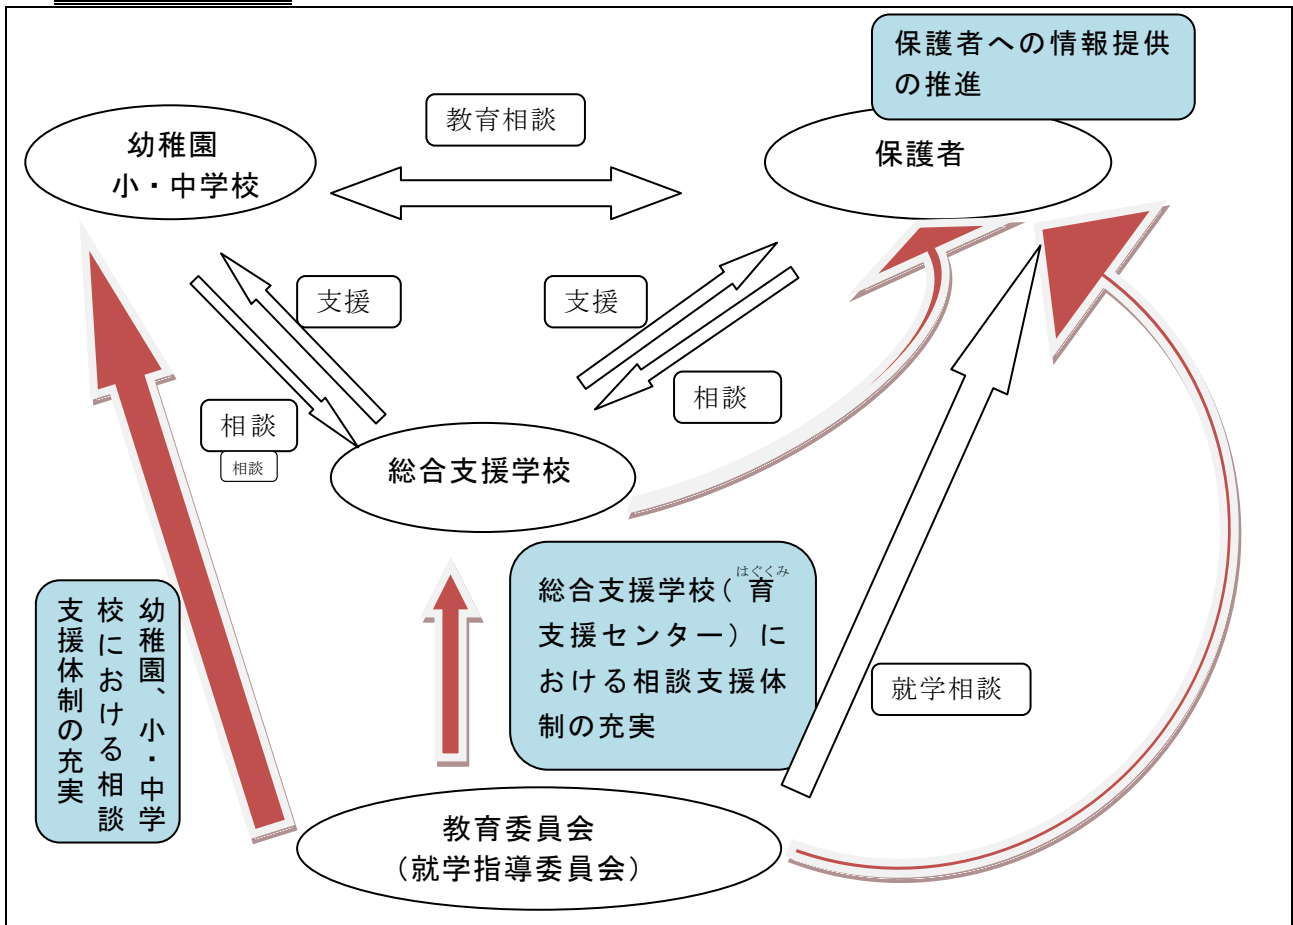 保護者への情報提供
の推進
教育相談
幼稚園
小・中学校
保護者
支援
支援
相談
相談
相談
総合支援学校
総合支援学校(育はぐくみ
支援センター)に
おける相談支援体
制の充実
幼稚園、小・中学
校における相談
支援体制の充実
就学相談
教育委員会
(就学指導委員会)